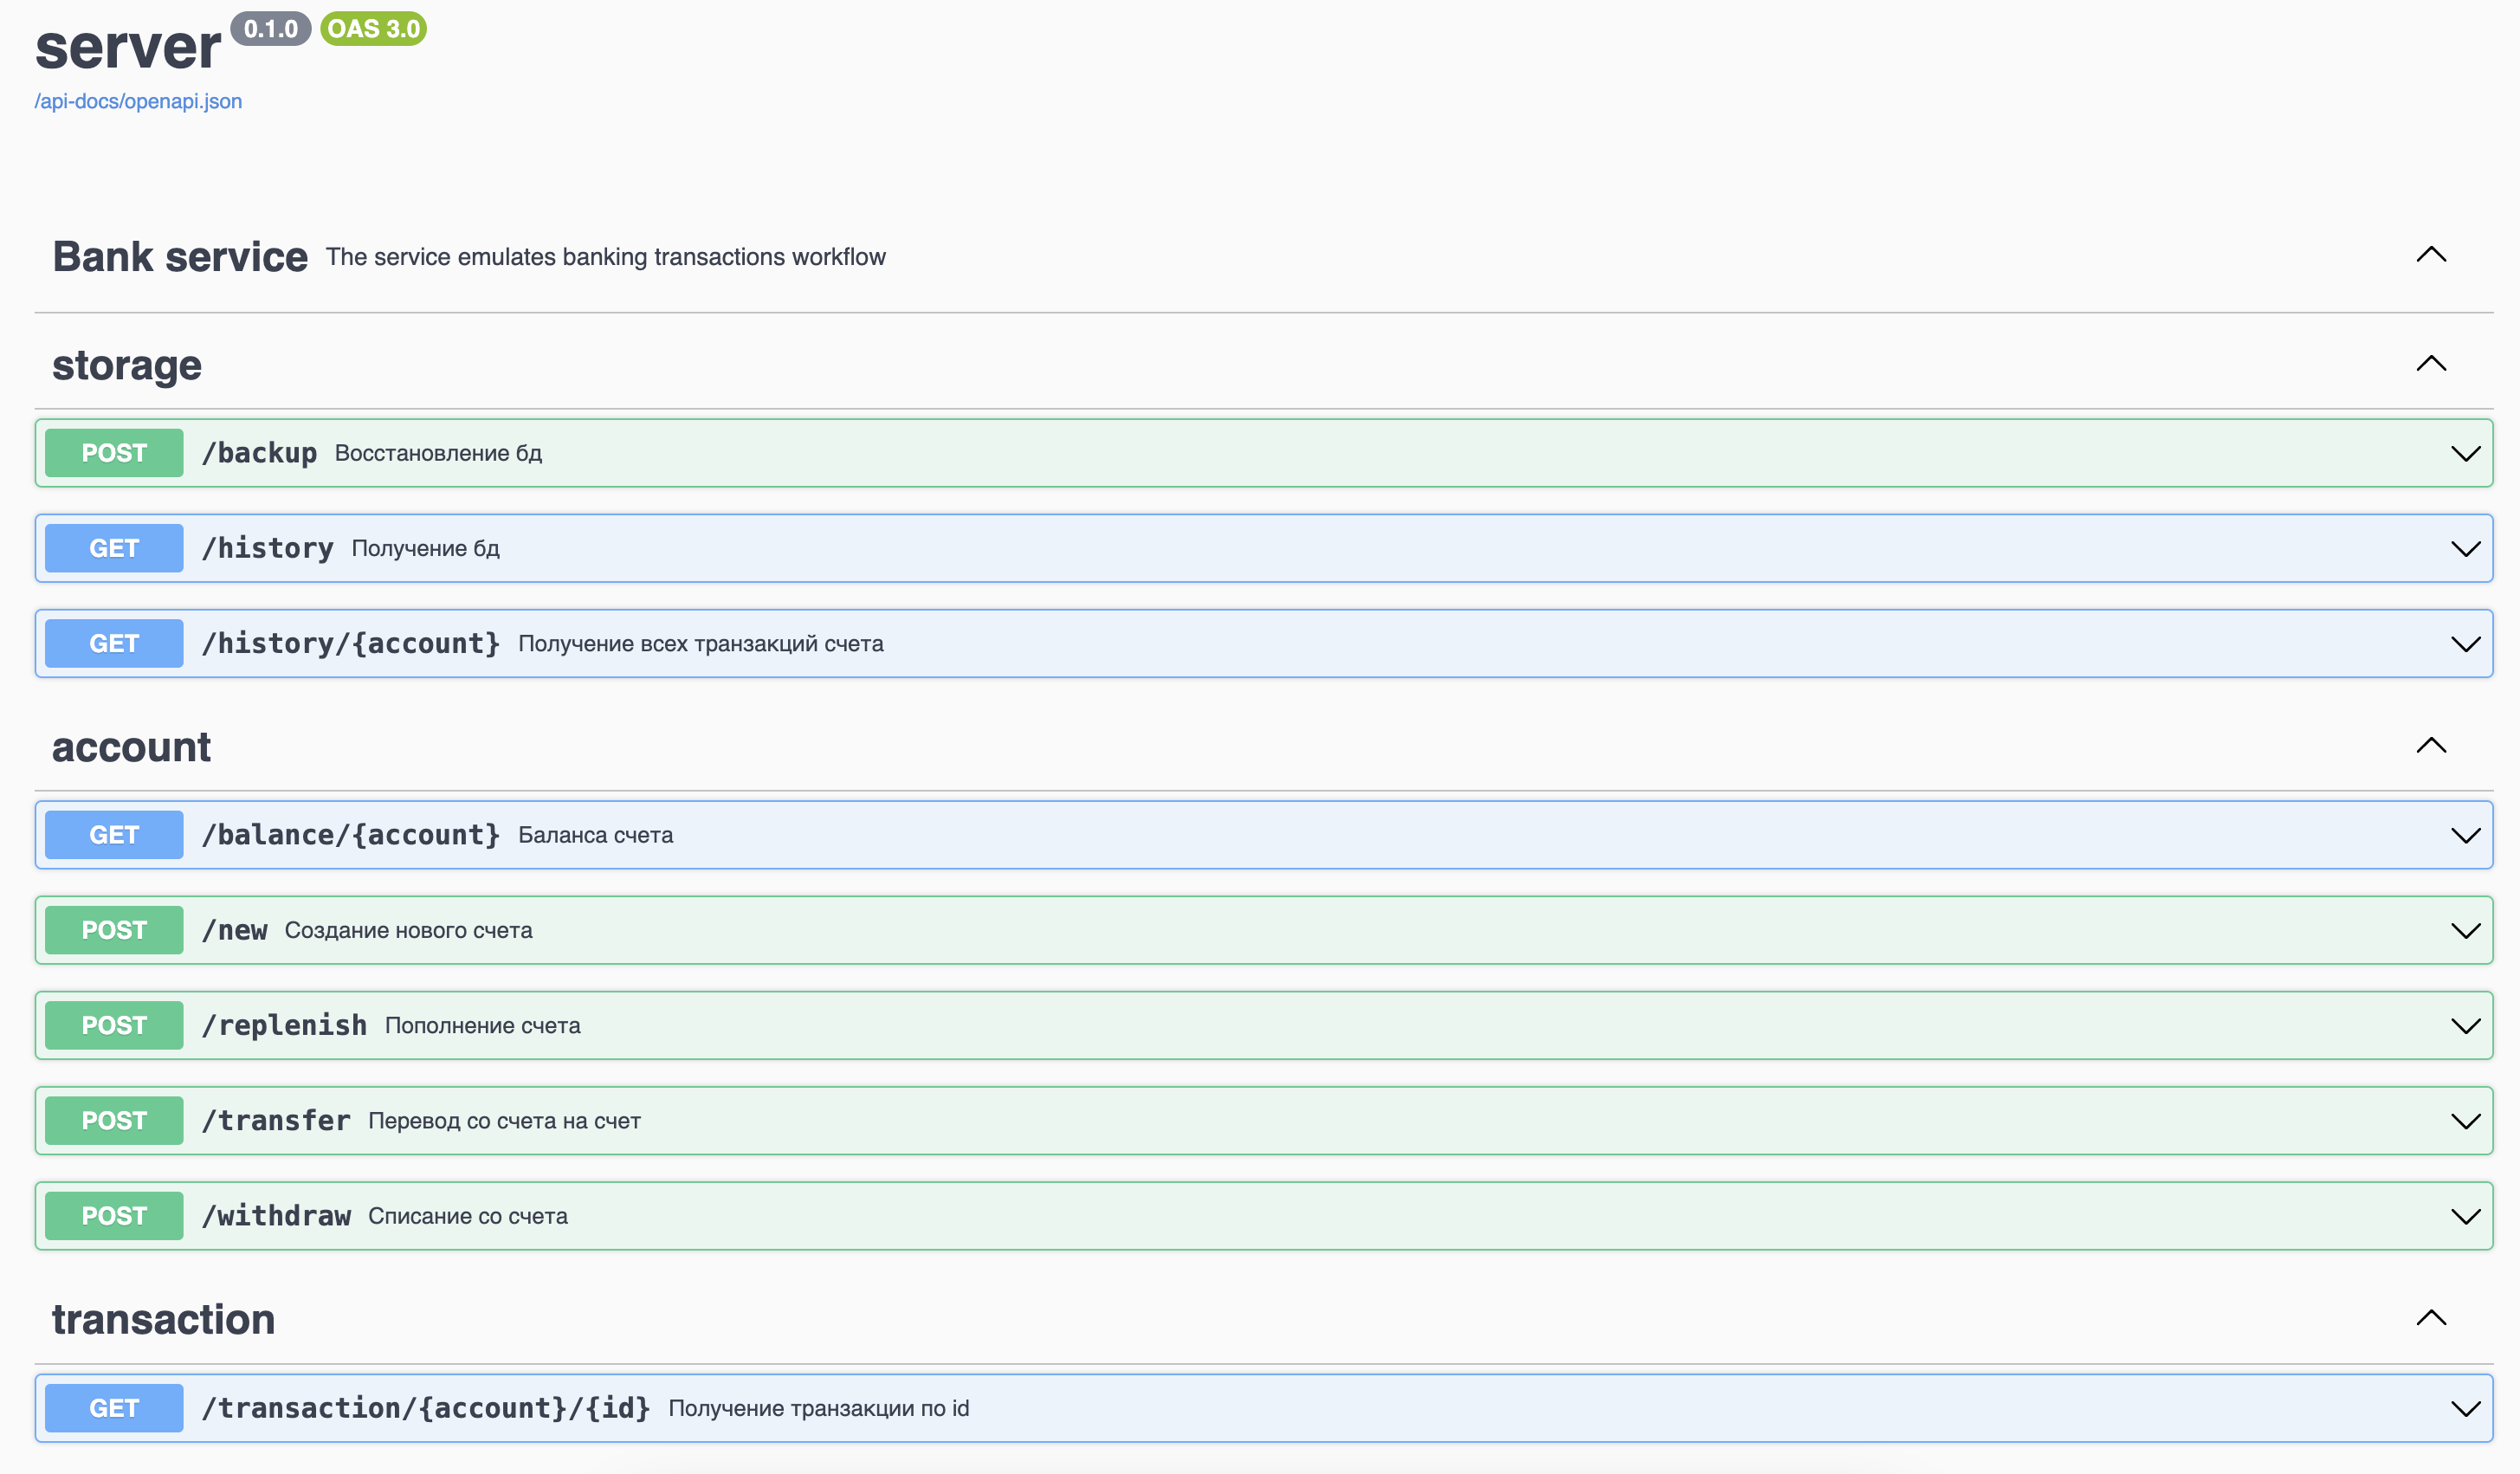 server 0.1.0 OAS 3.0
/api-docs/openapi.json
Bank service The service emulates banking transactions workflow
storage
POST /backup Восстановление бд
GET /history Получение бд
GET /history/{account} Получение всех транзакций счета
account
GET /balance/{account} Баланса счета
POST /new Создание нового счета
POST /replenish Пополнение счета
POST /transfer Перевод со счета на счет
POST /withdraw Списание со счета
transaction
GET /transaction/{account}/{id} Получение транзакции по id